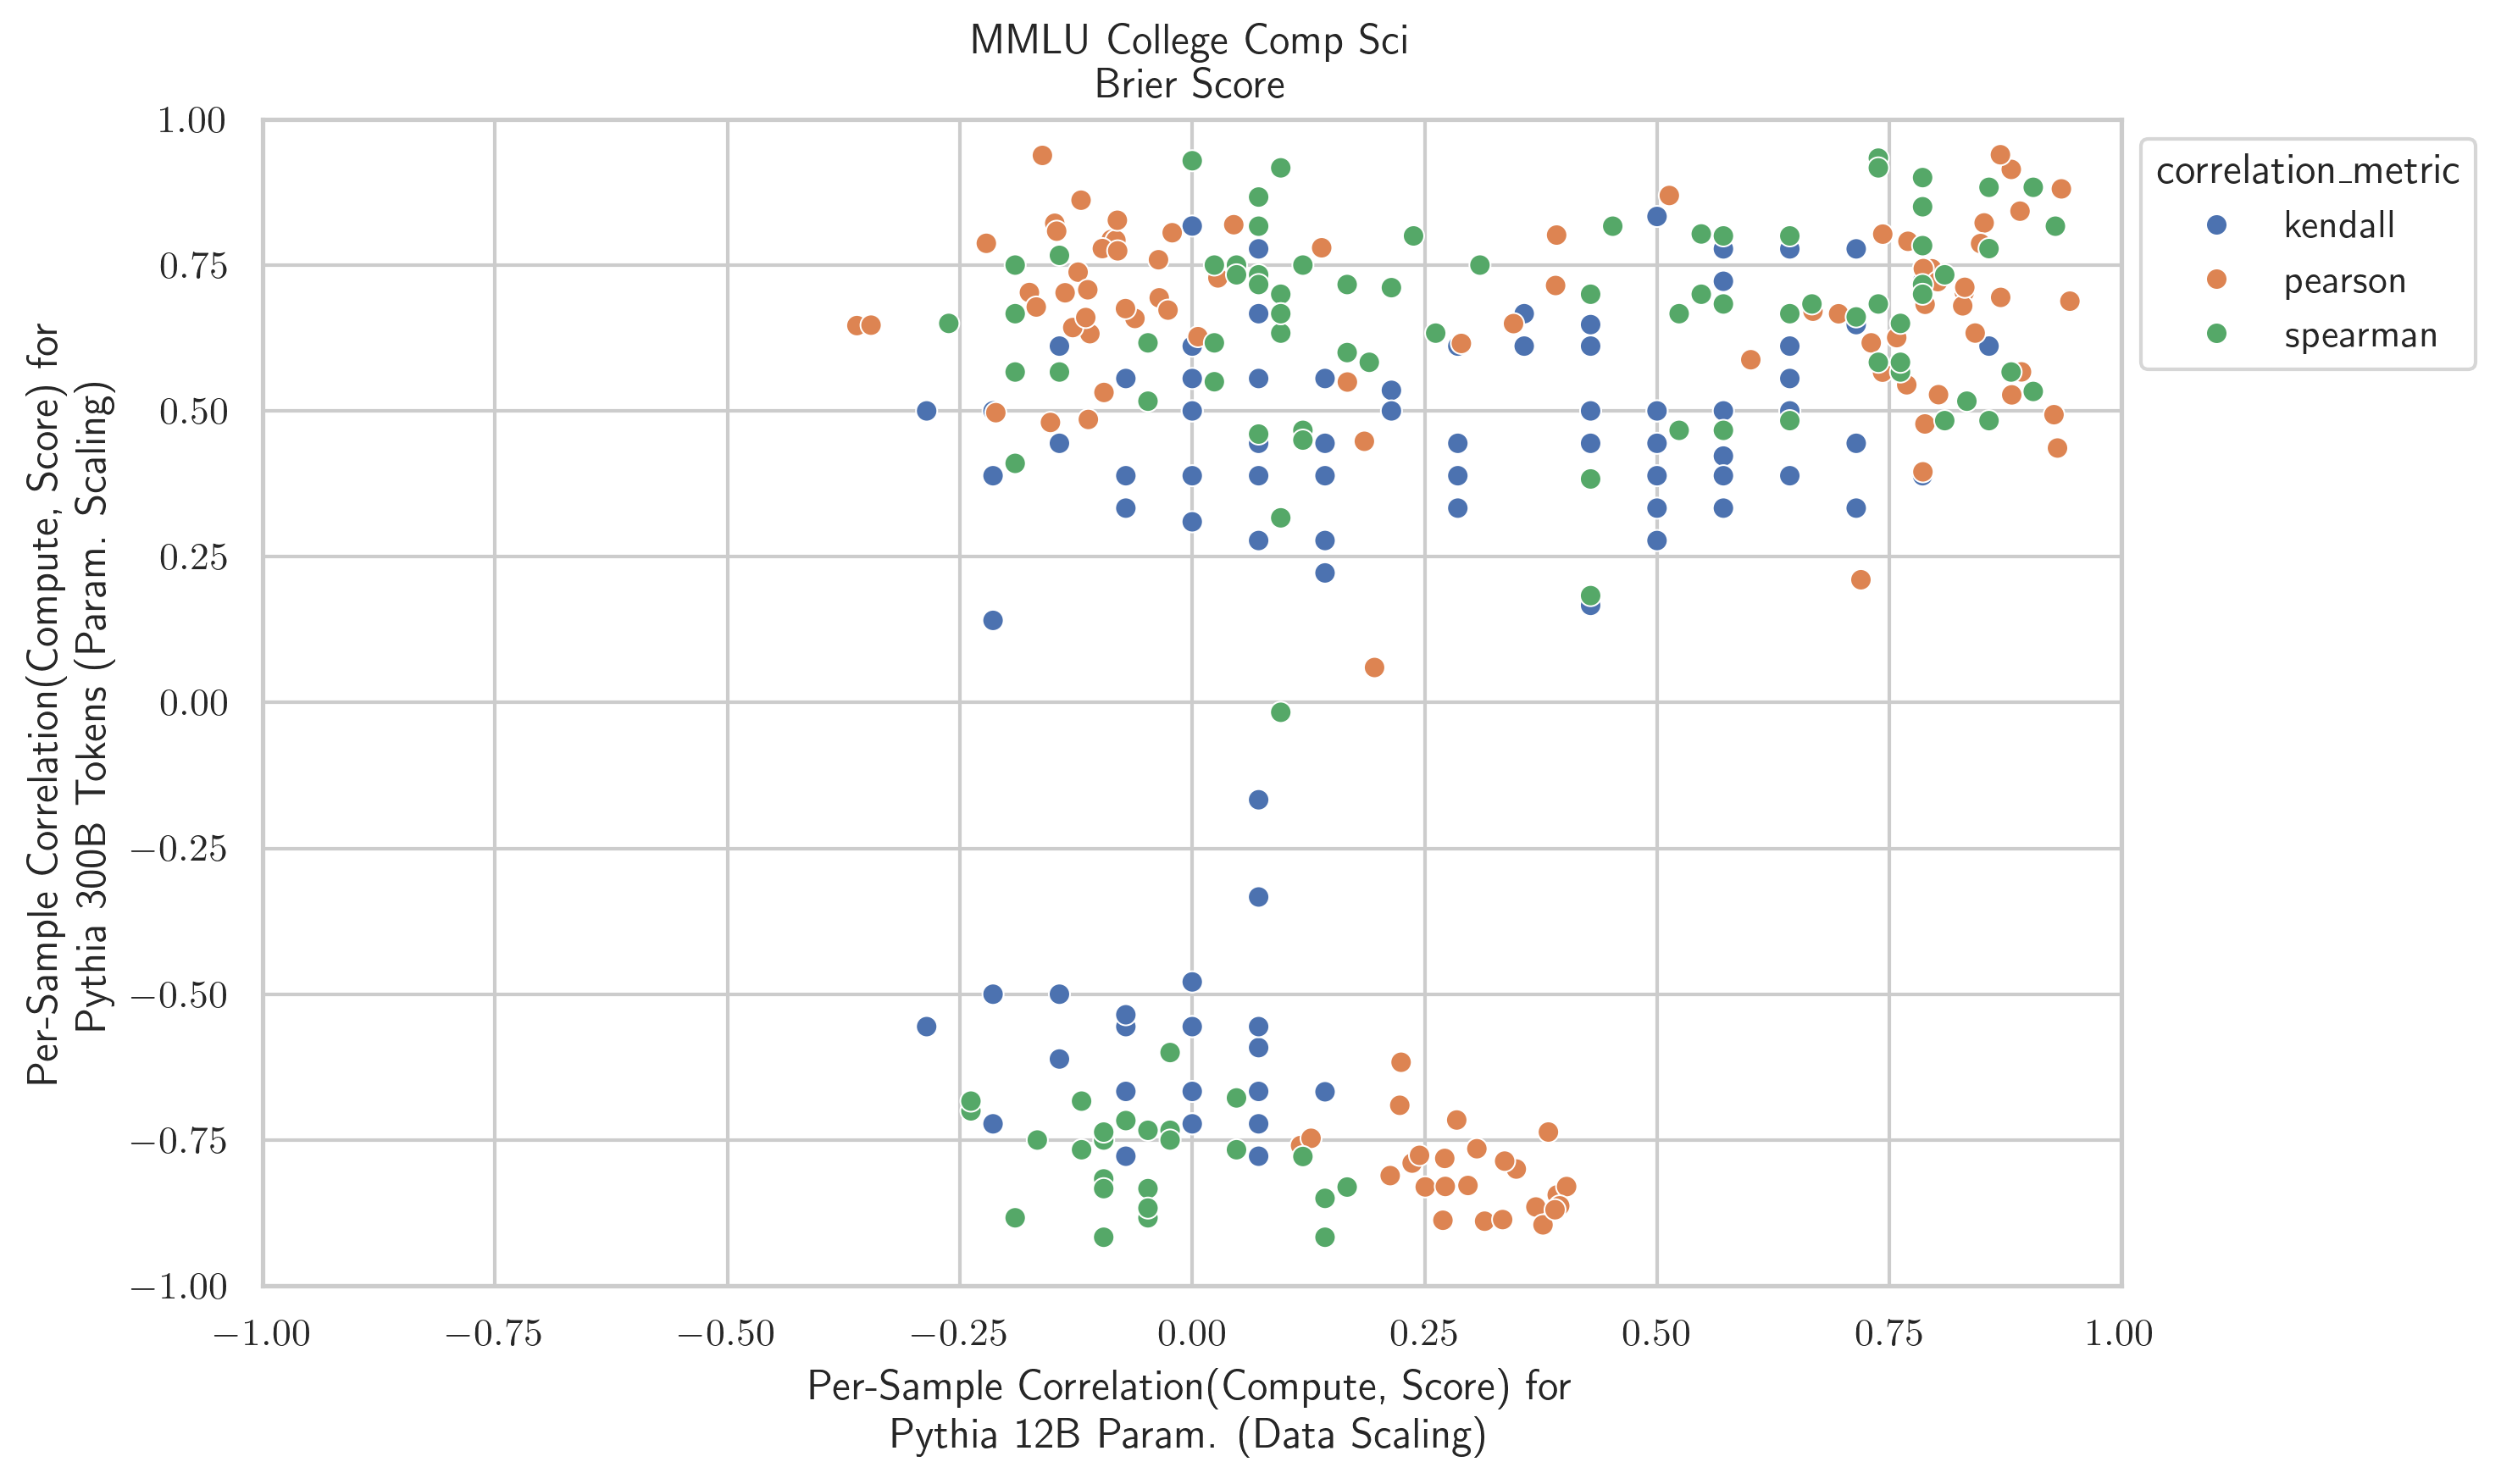 MMLU College Comp Sci
Brier Score
Per-Sample Correlation(Compute, Score) for
Pythia 300B Tokens (Param. Scaling)
1.00
0.75
0.50
0.25
0.00
−0.25
−0.50
−0.75
−1.00
−1.00 −0.75 −0.50 −0.25 0.00 0.25 0.50 0.75 1.00
Per-Sample Correlation(Compute, Score) for
Pythia 12B Param. (Data Scaling)
correlation_metric
kendall
pearson
spearman